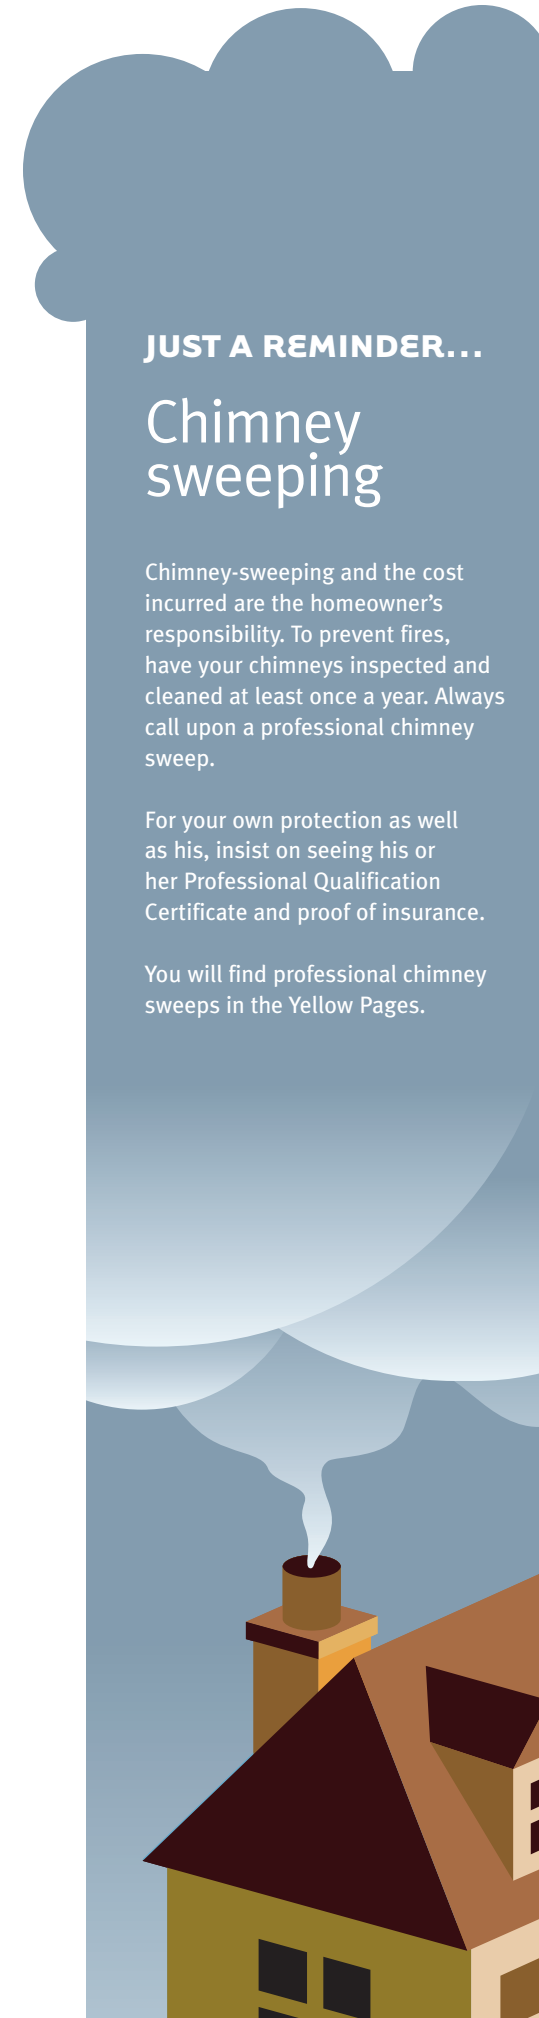 JUST A REMINDER...
Chimney
sweeping
Chimney-sweeping and the cost
incurred are the homeowner’s
responsibility. To prevent fires,
have your chimneys inspected and
cleaned at least once a year. Always
call upon a professional chimney
sweep.
For your own protection as well
as his, insist on seeing his or
her Professional Qualification
Certificate and proof of insurance.
You will find professional chimney
sweeps in the Yellow Pages.